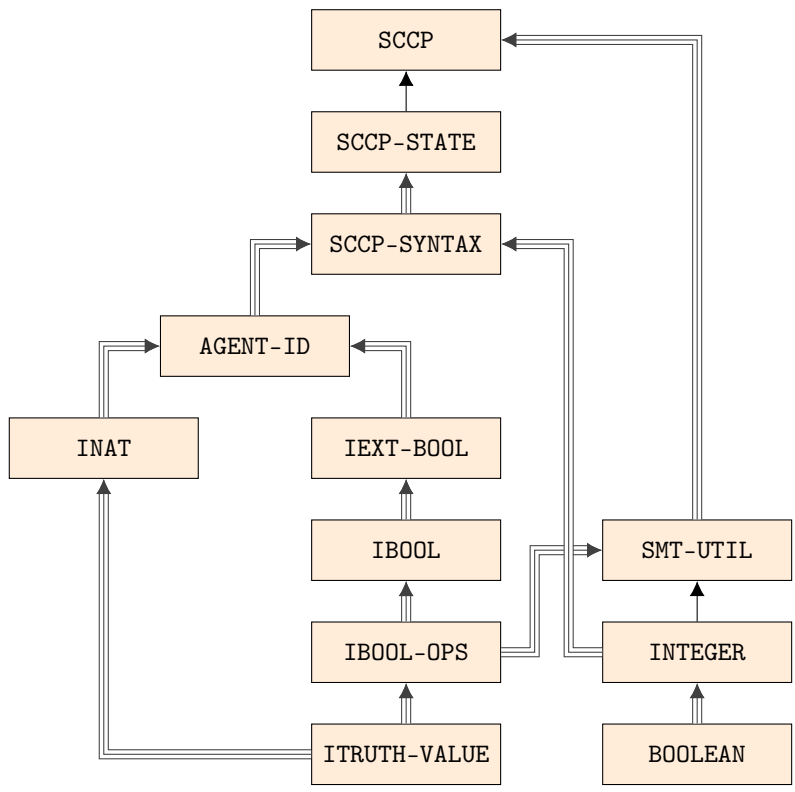 SCCP
SCCP-STATE
SCCP-SYNTAX
AGENT-ID
INAT
IEXT-BOOL
IBOOL
SMT-UTIL
IBOOL-OPS
INTEGER
ITRUTH-VALUE
BOOLEAN